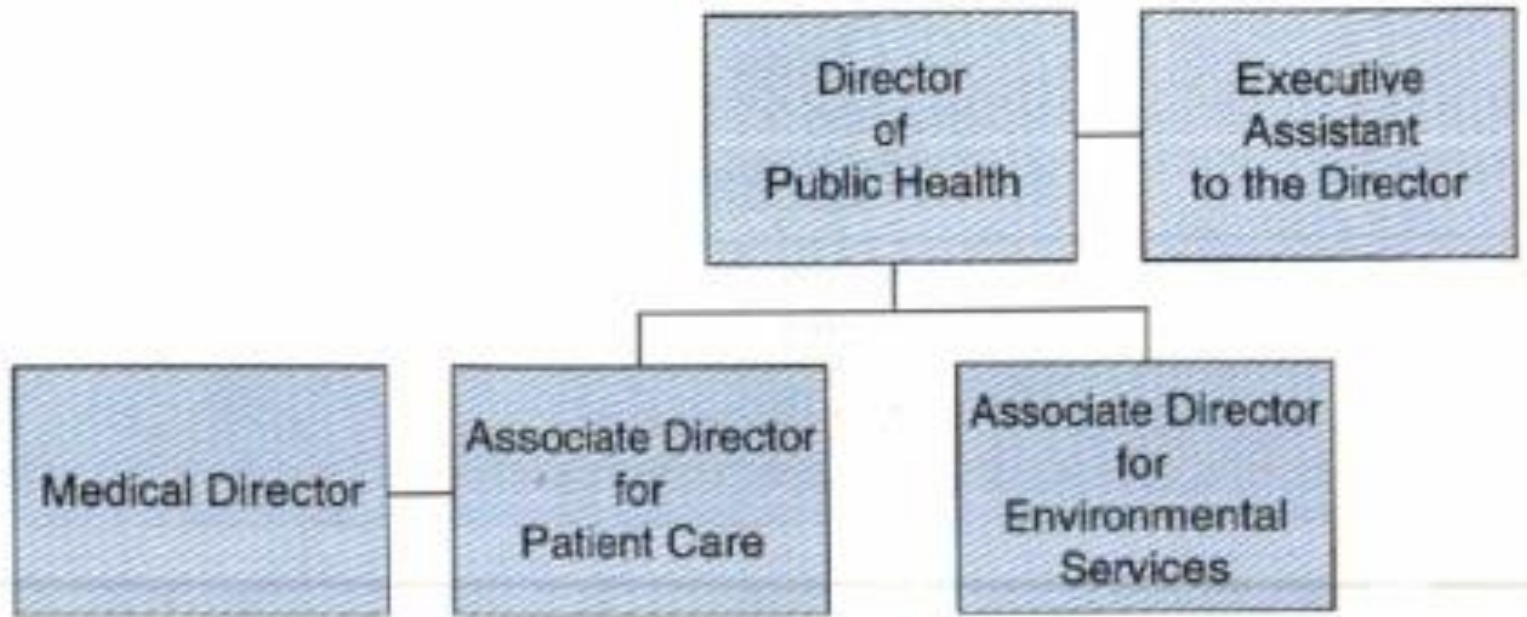 Director
of
Public Health
Executive
Assistant
to the Director
Medical Director
Associate Director
for
Patient Care
Associate Director
for
Environmental
Services